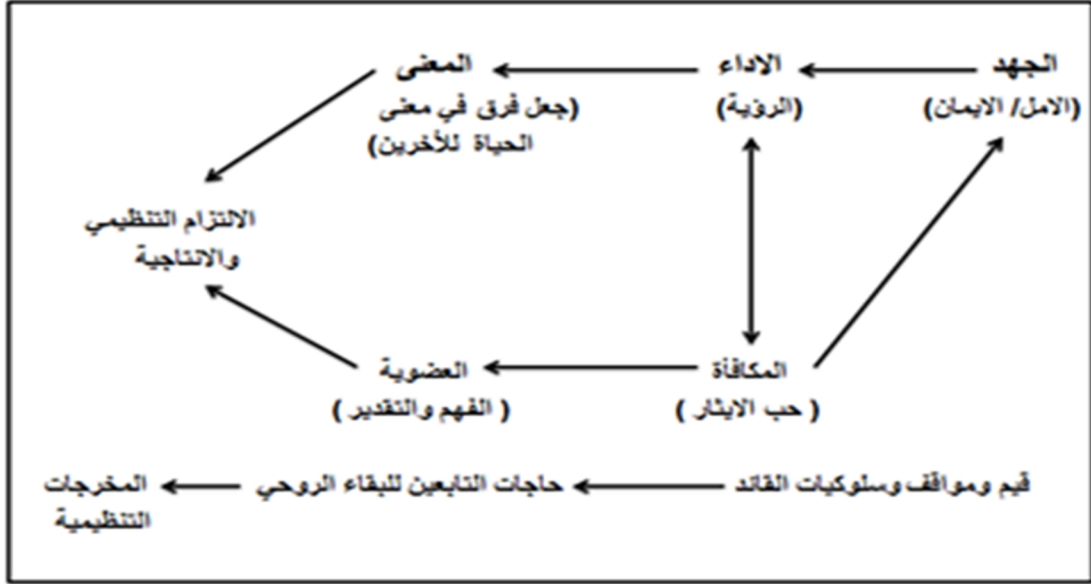 الجهد
الاداء
المعنى
(الامل/ الايمان)
(الرؤية)
(جعل فرق في معنى
الحياة للأخرين)
الالتزام التنظيمي
والانتاجية
المكافأة
العضوية
( حب الايثار )
( الفهم والتقدير )
قيم ومواقف وسلوكيات القائد
حاجات التابعين للبقاء الروحي
المخرجات
التنظيمية